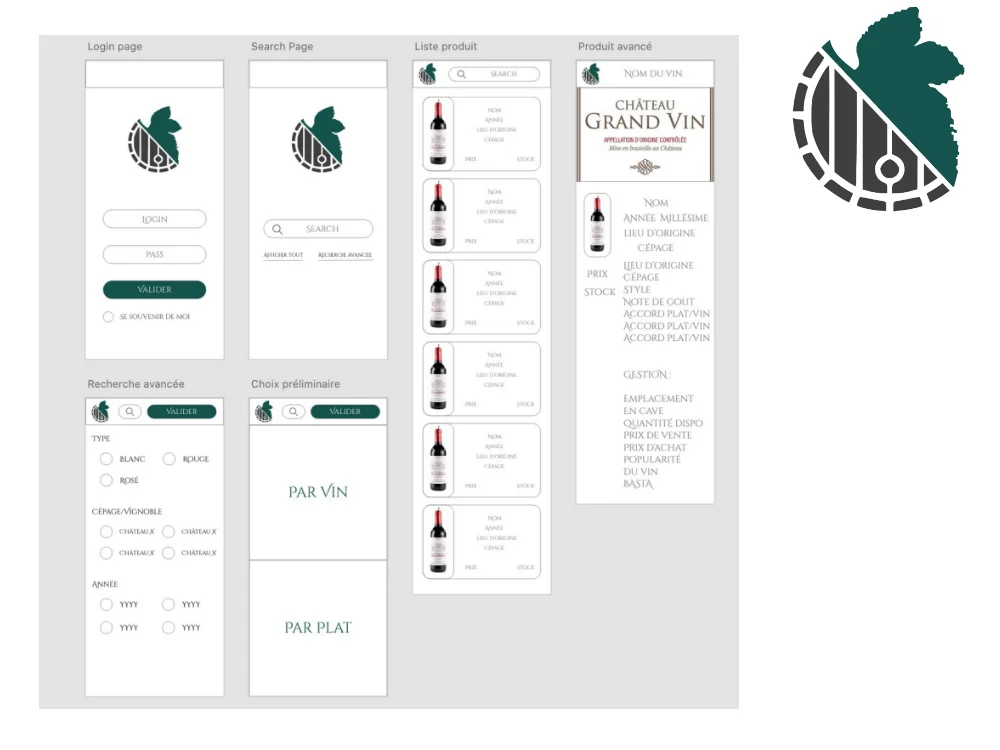 Login page
LOGIN
PASS
VALIDER
SE SOUVENIR DE MOI
Search Page
SEARCH
AFFICHER TOUT
RECHERCHE AVANCÉE
Liste produit
SEARCH
NOM
ANNÉE
LIEU D'ORIGINE
CÉPAGE
PRIX
STOCK
NOM
ANNÉE
LIEU D'ORIGINE
CÉPAGE
PRIX
STOCK
NOM
ANNÉE
LIEU D'ORIGINE
CÉPAGE
PRIX
STOCK
NOM
ANNÉE
LIEU D'ORIGINE
CÉPAGE
PRIX
STOCK
NOM
ANNÉE
LIEU D'ORIGINE
CÉPAGE
PRIX
STOCK
NOM
ANNÉE
LIEU D'ORIGINE
CÉPAGE
PRIX
STOCK
Produit avancé
NOM DU VIN
CHÂTEAU
GRAND VIN
APPELLATION D'ORIGINE CONTRÔLÉE
Mise en bouteille au Château
NOM
ANNÉE MILLÉSIME
LIEU D'ORIGINE
CÉPAGE
PRIX
STOCK
LIEU D'ORIGINE
CÉPAGE
STYLE
NOTE DE GOUT
ACCORD PLAT/VIN
ACCORD PLAT/VIN
ACCORD PLAT/VIN
GESTION :
EMPLACEMENT
EN CAVE
QUANTITÉ DISPO
PRIX DE VENTE
PRIX D'ACHAT
POPULARITÉ
DU VIN
BASTA
Recherche avancée
VALIDER
TYPE
BLANC
ROUGE
ROSÉ
CÉPAGE/VIGNOBLE
CHÂTEAU X
CHÂTEAU X
CHÂTEAU X
CHÂTEAU X
ANNÉE
YYYY
YYYY
YYYY
YYYY
Choix préliminaire
VALIDER
PAR VIN
PAR PLAT